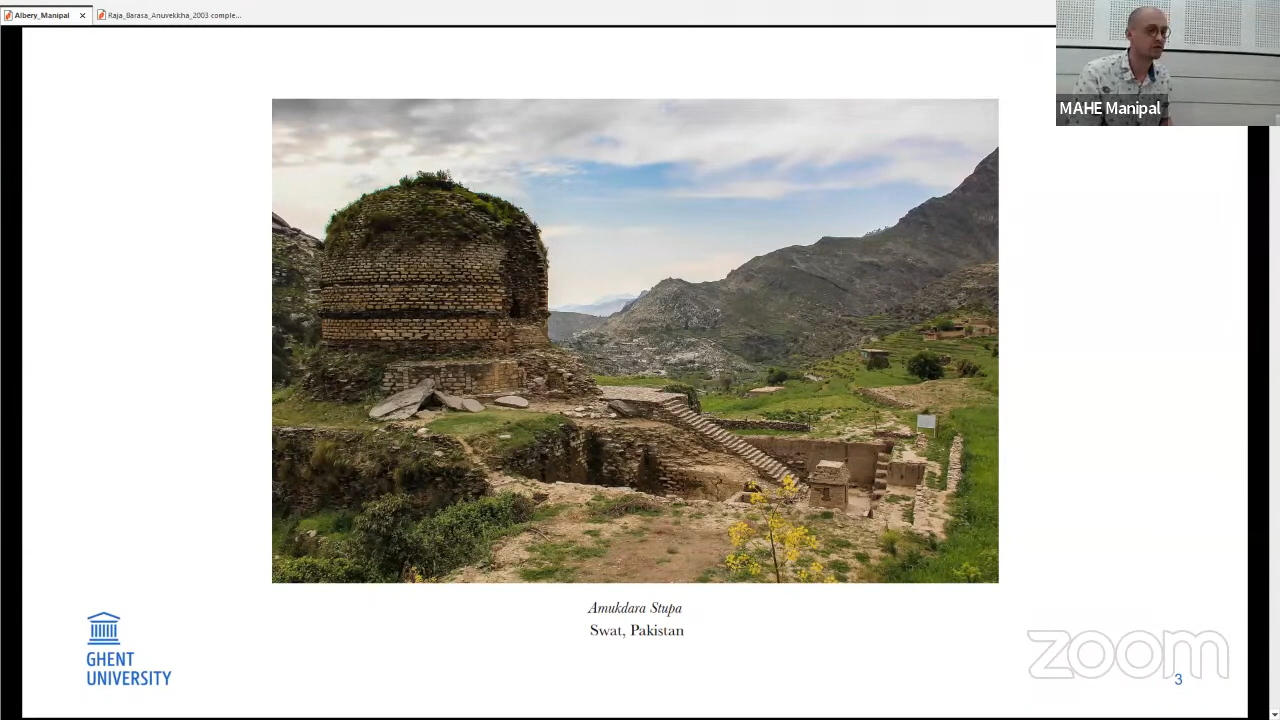 Albery_Manipal
Raja_Barasa_Anuvekkha_2003 comple...
MAHE Manipal
Amukdara Stupa
Swat, Pakistan
GHENT
UNIVERSITY
zoom
3